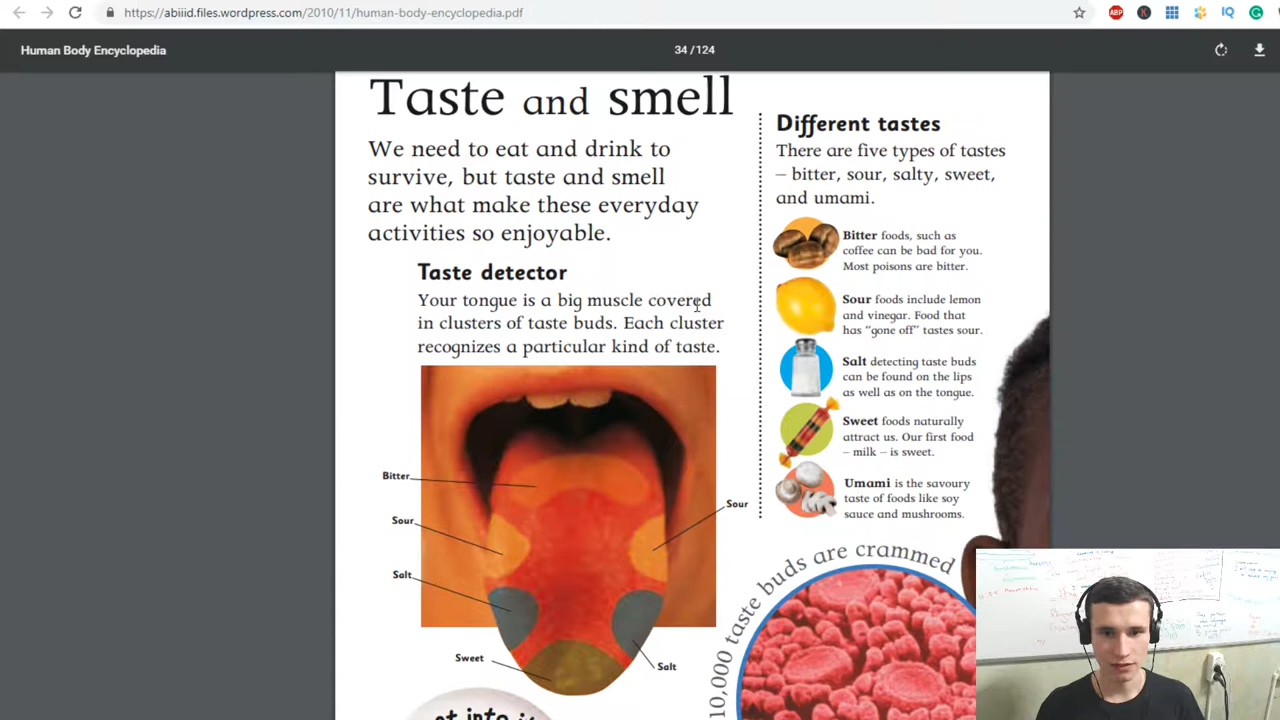 https://abiiid.files.wordpress.com/2010/11/human-body-encyclopedia.pdf
ABP
K
IQ
G
Human Body Encyclopedia
34 / 124
Taste and smell
We need to eat and drink to
survive, but taste and smell
are what make these everyday
activities so enjoyable.
Taste detector
Your tongue is a big muscle covered
in clusters of taste buds. Each cluster
recognizes a particular kind of taste.
Bitter
Sour
Sour
Salt
Sweet
Salt
Different tastes
There are five types of tastes
– bitter, sour, salty, sweet,
and umami.
Bitter foods, such as
coffee can be bad for you.
Most poisons are bitter.
Sour foods include lemon
and vinegar. Food that
has “gone off” tastes sour.
Salt detecting taste buds
can be found on the lips
as well as on the tongue.
Sweet foods naturally
attract us. Our first food
– milk – is sweet.
Umami is the savoury
taste of foods like soy
sauce and mushrooms.
10,000 taste buds are crammed